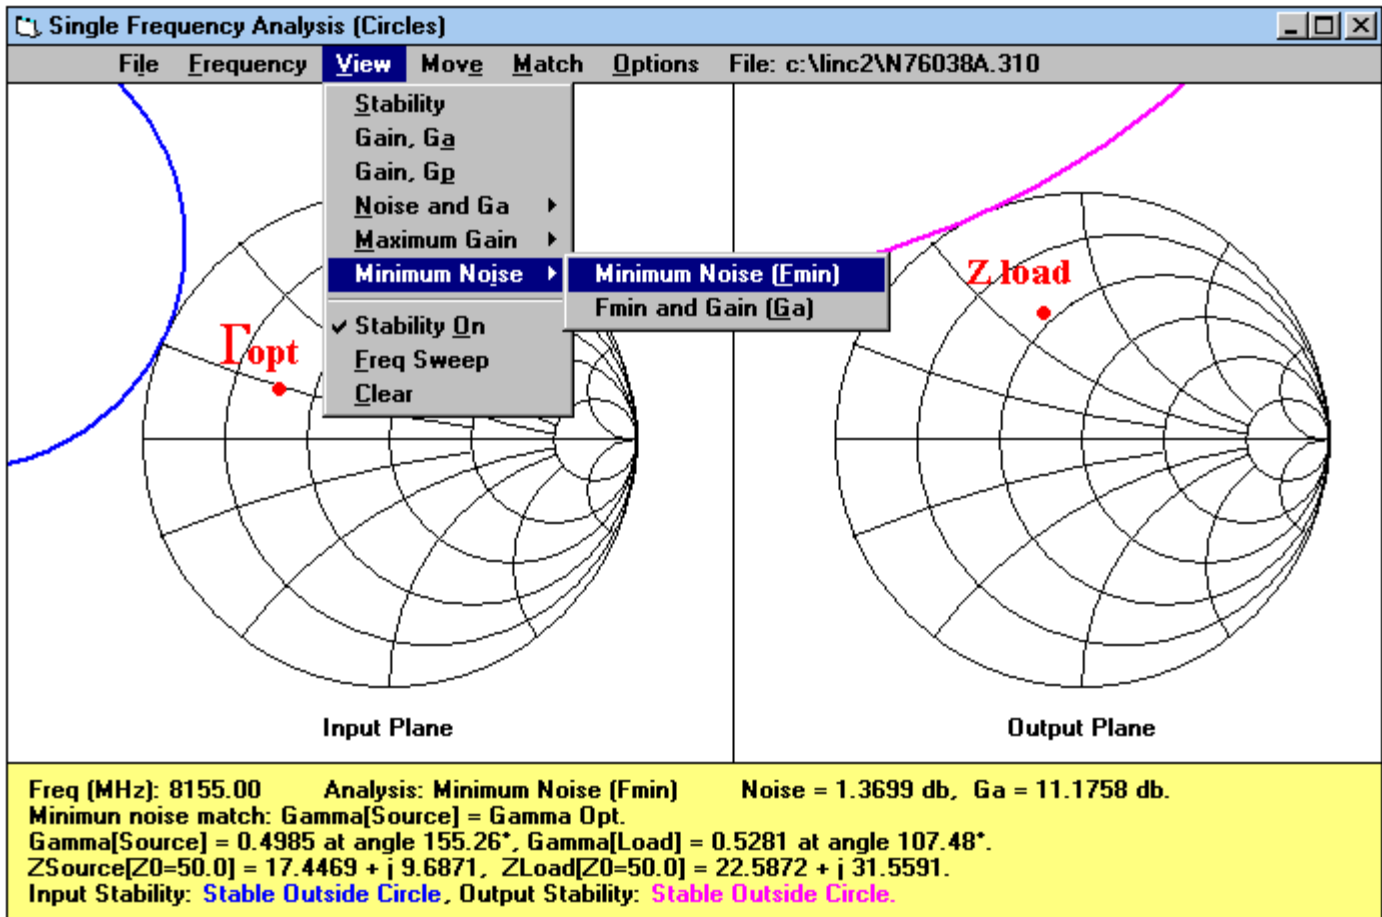 Single Frequency Analysis (Circles)
File Frequency View Move Match Options File: c:\linc2\N76038A.310
Stability
Gain, Ga
Gain, Gp
Noise and Ga
Maximum Gain
Minimum Noise
Minimum Noise (Fmin)
Fmin and Gain (Ga)
Stability On
Freq Sweep
Clear
Γopt
Z load
Input Plane
Output Plane
Freq (MHz): 8155.00 Analysis: Minimum Noise (Fmin) Noise = 1.3699 db, Ga = 11.1758 db.
Minimun noise match: Gamma[Source] = Gamma Opt.
Gamma[Source] = 0.4985 at angle 155.26°, Gamma[Load] = 0.5281 at angle 107.48°.
ZSource[Z0=50.0] = 17.4469 + j 9.6871, ZLoad[Z0=50.0] = 22.5872 + j 31.5591.
Input Stability: Stable Outside Circle, Output Stability: Stable Outside Circle.